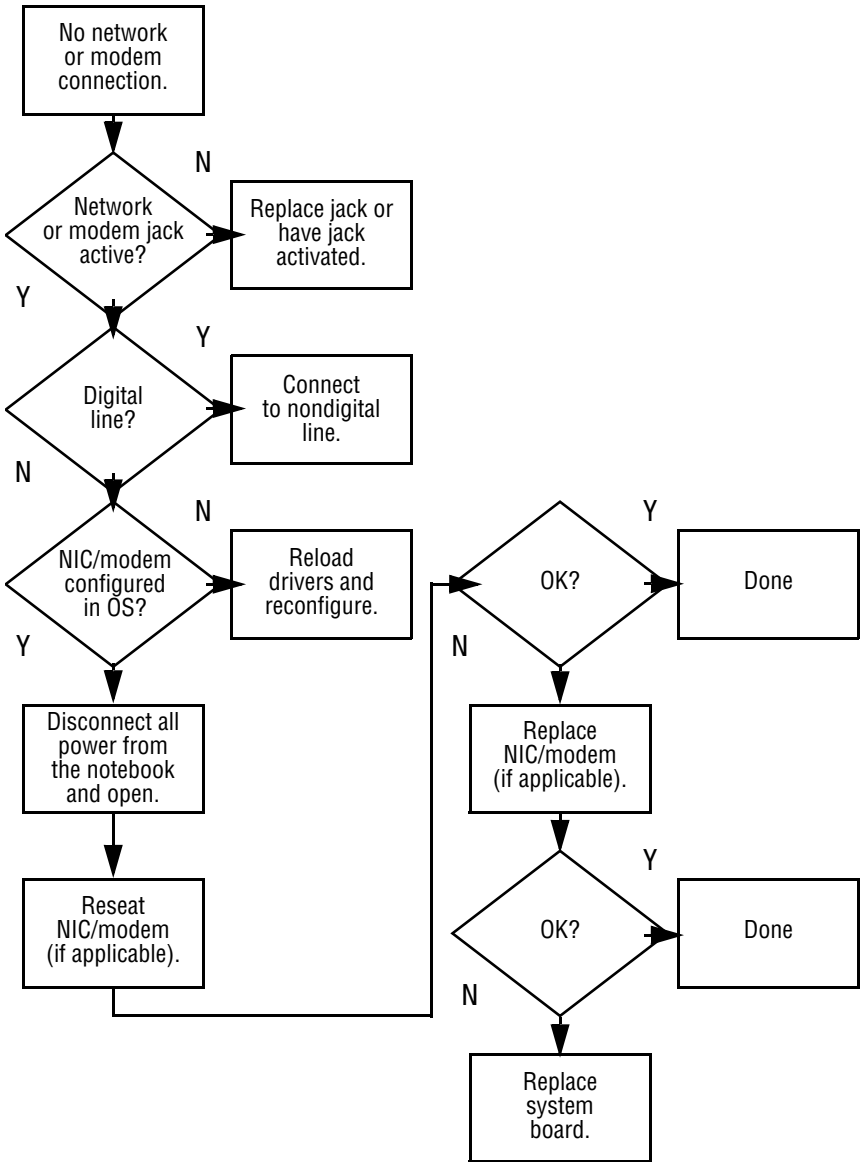 No network
or modem
connection.
N
Network
or modem jack
active?
Replace jack or
have jack
activated.
Y
Y
Digital
line?
Connect
to nondigital
line.
N
N
NIC/modem
configured
in OS?
Reload
drivers and
reconfigure.
Y
Disconnect all
power from
the notebook
and open.
Reseat
NIC/modem
(if applicable).
Y
OK?
Done
N
Replace
NIC/modem
(if applicable).
Y
OK?
Done
N
Replace
system
board.